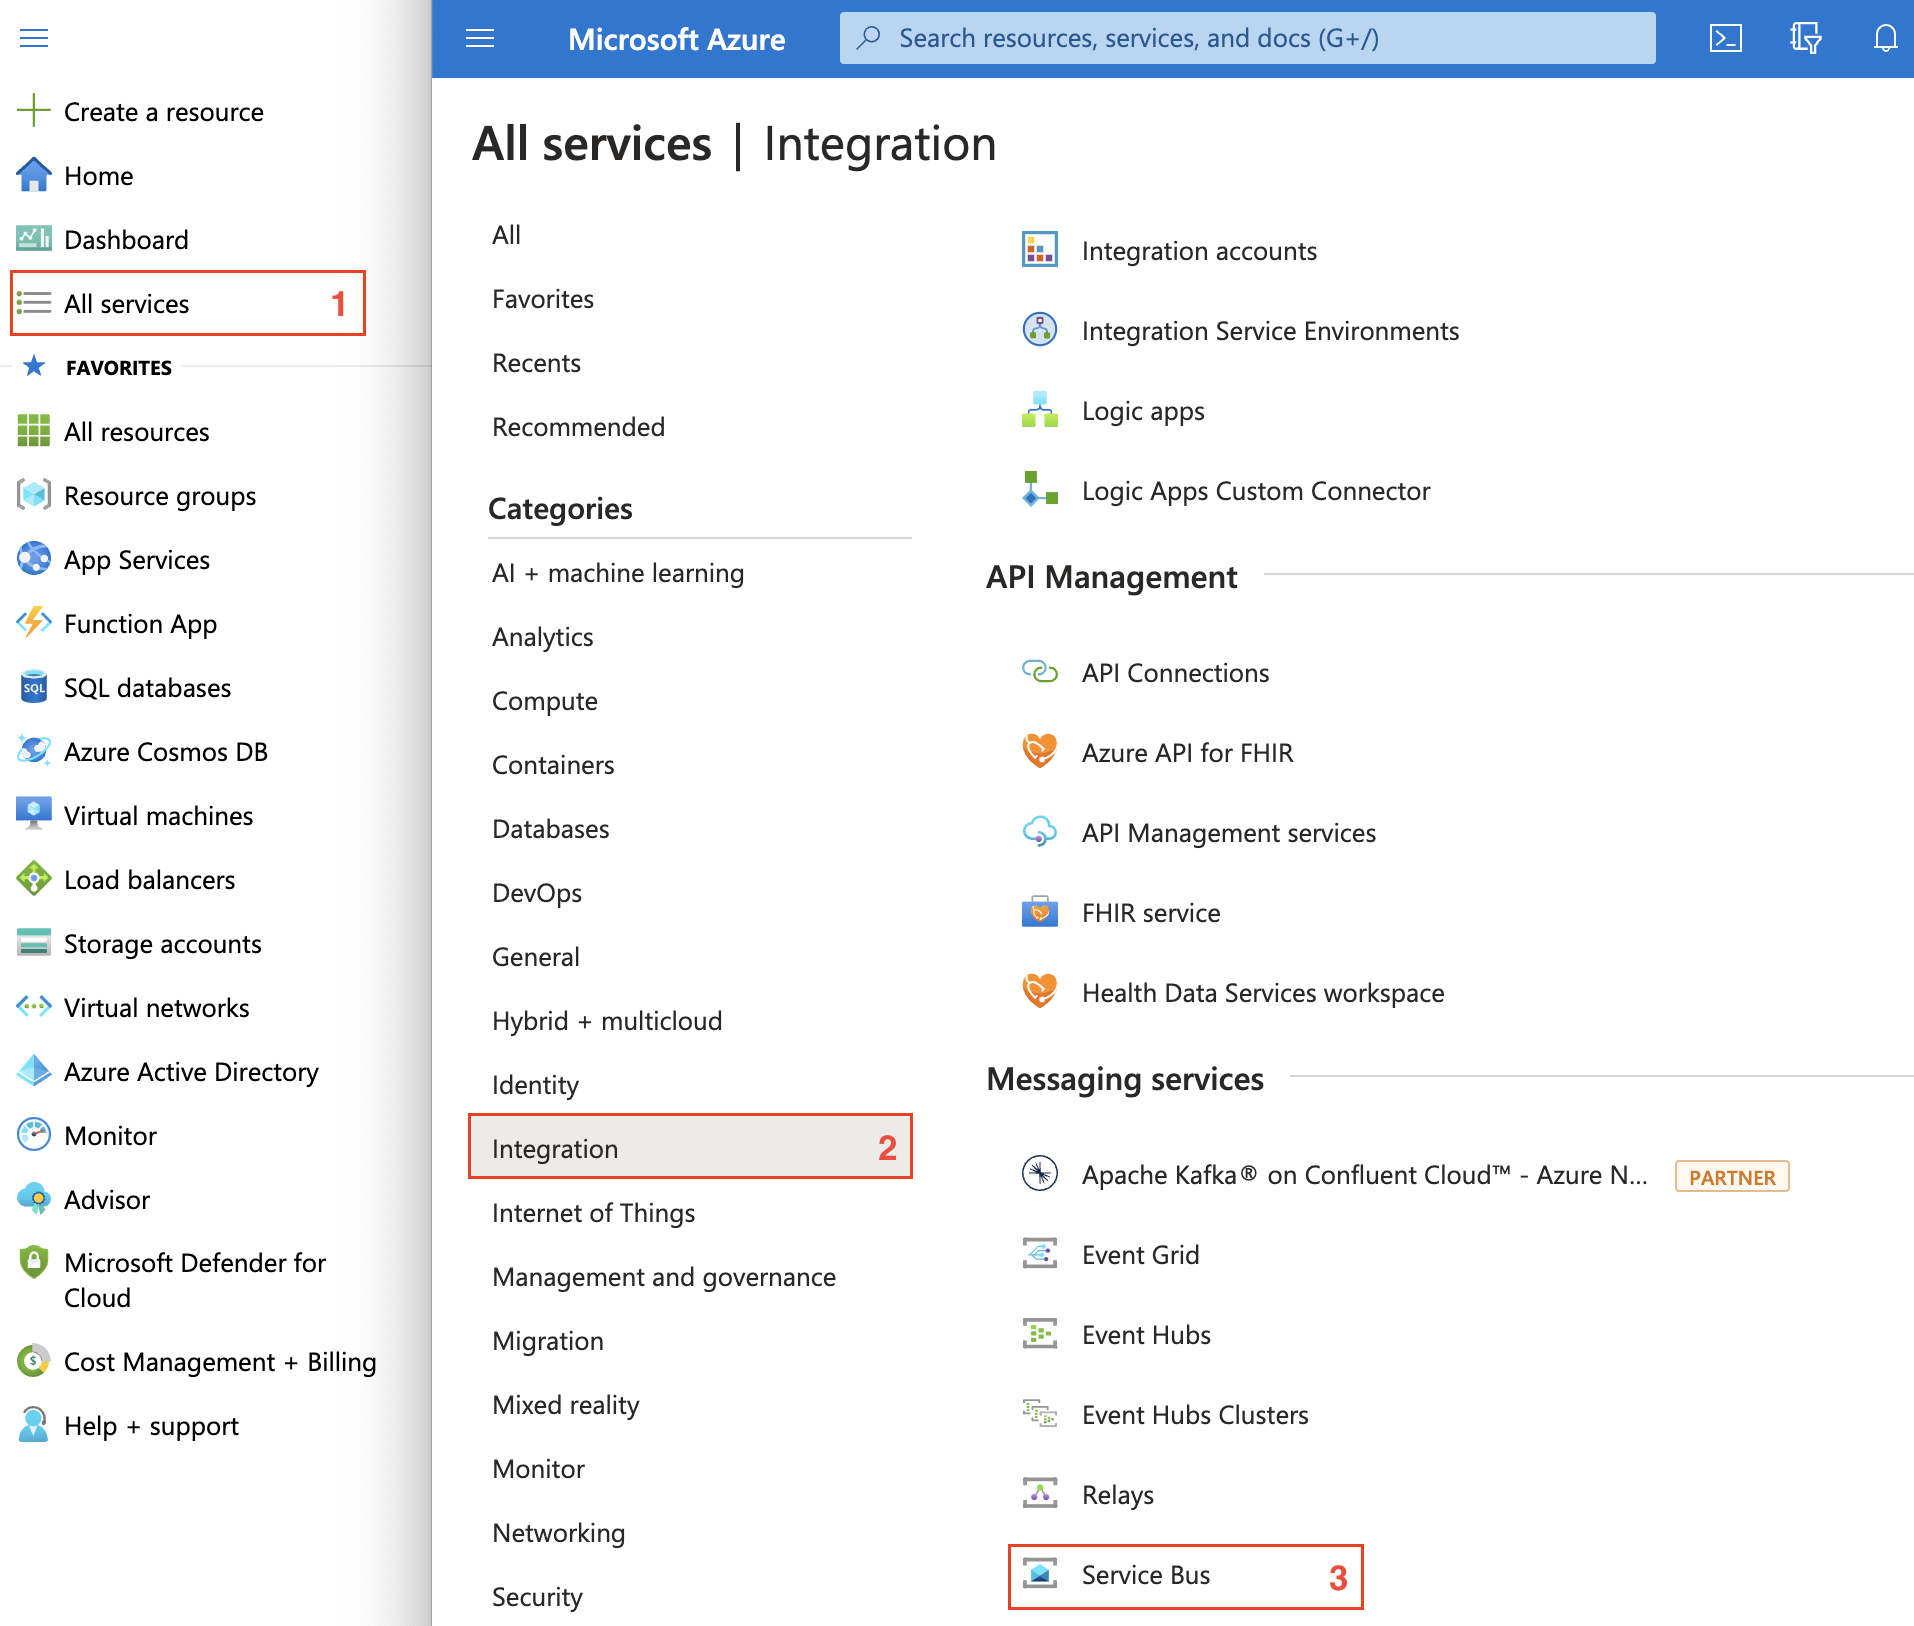 Create a resource
Home
Dashboard
All services 1
FAVORITES
All resources
Resource groups
App Services
Function App
SQL
SQL databases
Azure Cosmos DB
Virtual machines
Load balancers
Storage accounts
Virtual networks
Azure Active Directory
Monitor
Advisor
Microsoft Defender for
Cloud
$
Cost Management + Billing
Help + support
Microsoft Azure
Search resources, services, and docs (G+/)
All services | Integration
All
Favorites
Recents
Recommended
Categories
AI + machine learning
Analytics
Compute
Containers
Databases
DevOps
General
Hybrid + multicloud
Identity
Integration 2
Internet of Things
Management and governance
Migration
Mixed reality
Monitor
Networking
Security
Integration accounts
Integration Service Environments
Logic apps
Logic Apps Custom Connector
API Management
API Connections
Azure API for FHIR
API Management services
FHIR service
Health Data Services workspace
Messaging services
Apache Kafka® on Confluent Cloud™ - Azure N... PARTNER
Event Grid
Event Hubs
Event Hubs Clusters
Relays
Service Bus 3